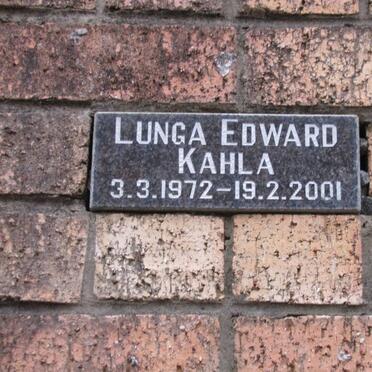 LUNGA EDWARD
KAHLA
3.3.1972-19.2.2001